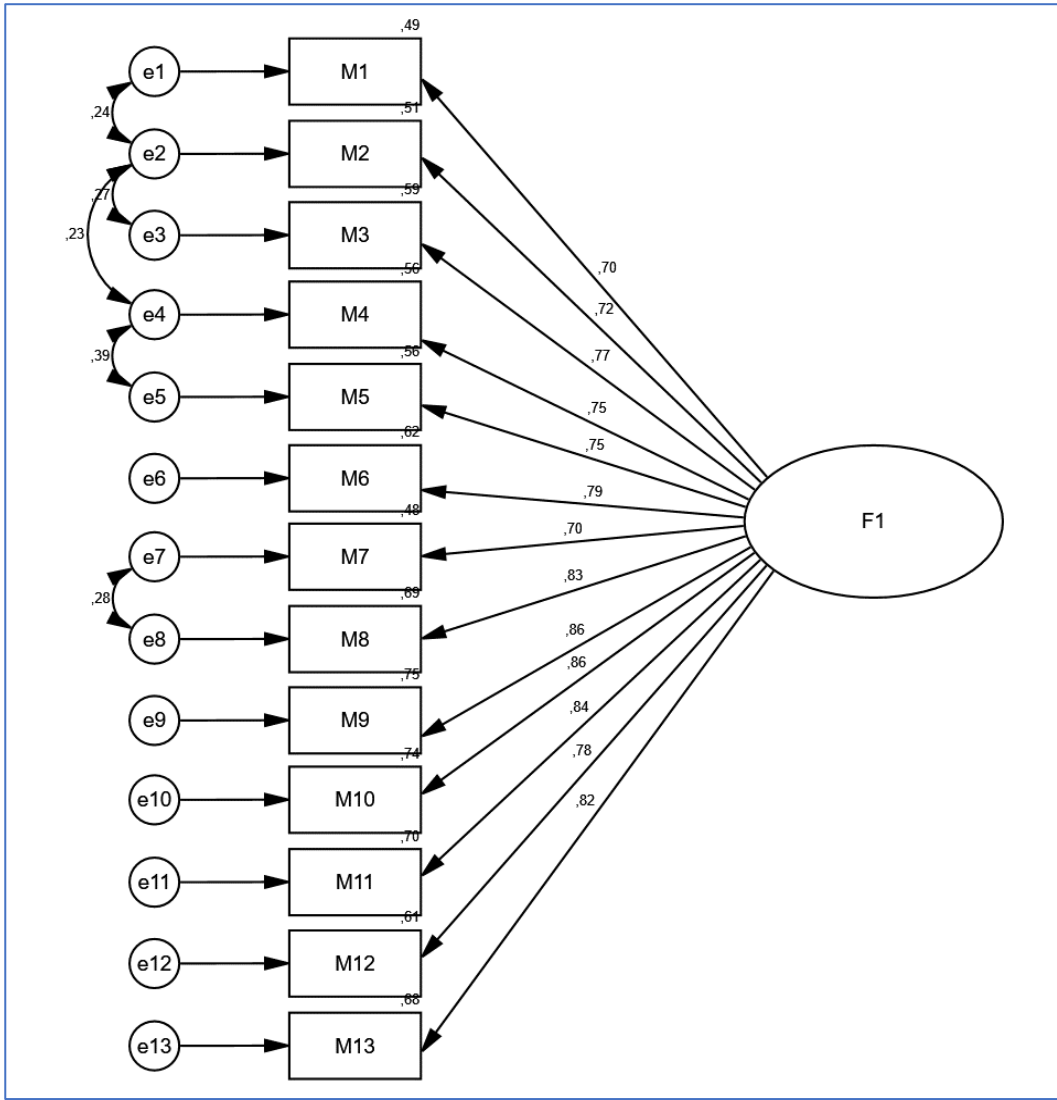 ,49
e1
M1
,24
,51
e2
M2
,27
,59
,23
e3
M3
,70
,56
e4
M4
,72
,39
,56
,77
e5
M5
,75
,62
,75
e6
M6
,79
,48
,70
F1
e7
M7
,83
,28
,69
e8
M8
,86
,75
,86
e9
M9
,84
,74
,78
e10
M10
,82
,70
e11
M11
,61
e12
M12
,68
e13
M13